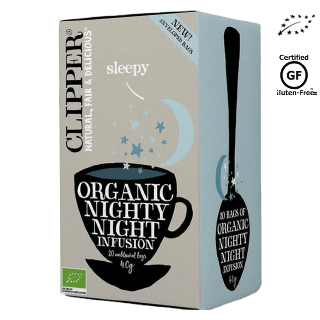 NEW!
ENVELOPED BAGS
CLIPPER®
NATURAL, FAIR & DELICIOUS®
sleepy
ORGANIC
NIGHTY
NIGHT
INFUSION
20 unbleached bags
40g
20 BAGS OF
ORGANIC
NIGHTY
NIGHT
INFUSION
40g
Certified
GF
Gluten-Free